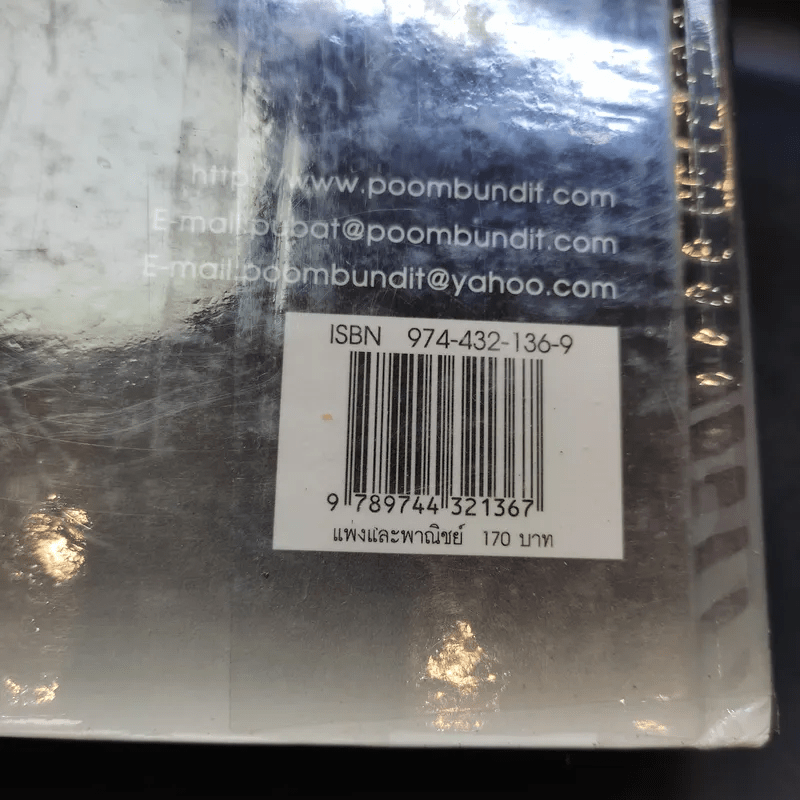 http://www.poombundit.com
E-mail:bubat@poombundit.com
E-mail:poombundit@yahoo.com
ISBN 974-432-136-9
9 789744 321367
แพ่งและพาณิชย์ 170 บาท